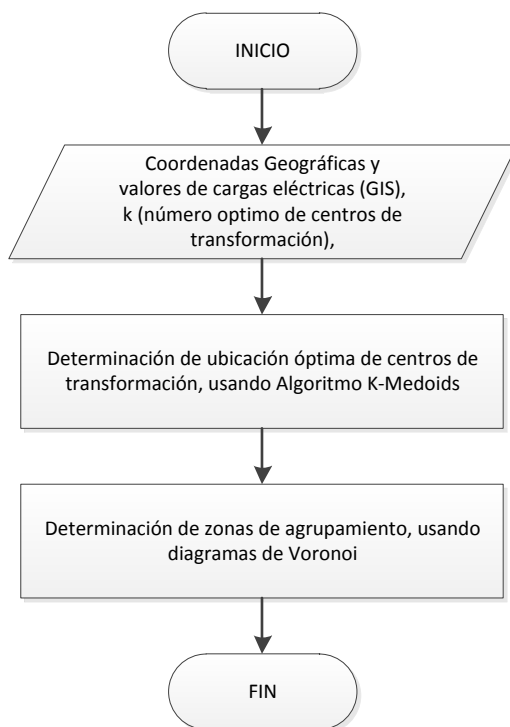 INICIO
Coordenadas Geográficas y
valores de cargas eléctricas (GIS),
k (número optimo de centros de
transformación),
Determinación de ubicación óptima de centros de
transformación, usando Algoritmo K-Medoids
Determinación de zonas de agrupamiento, usando
diagramas de Voronoi
FIN